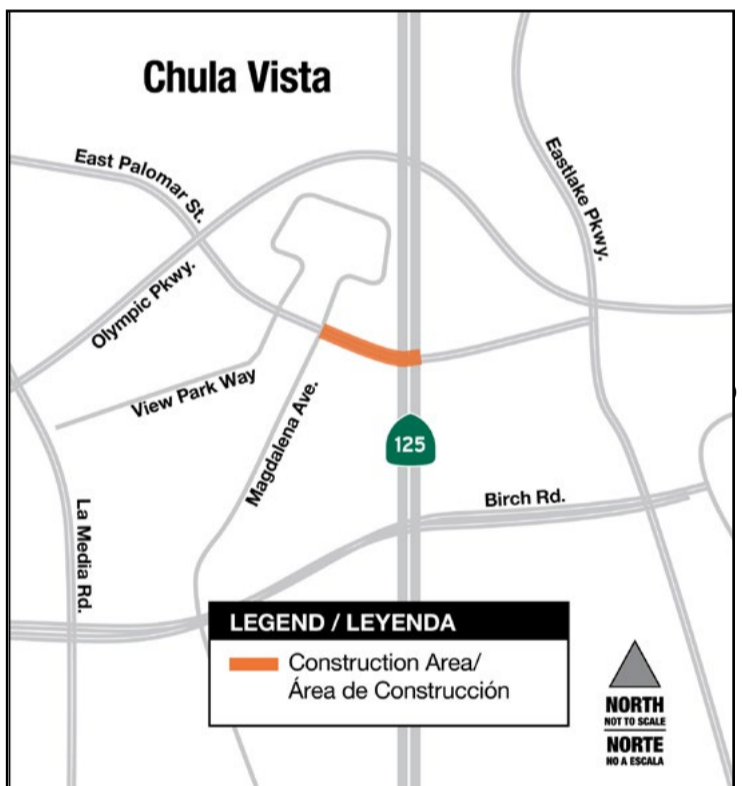 Chula Vista
East Palomar St.
Eastlake Pkwy.
Olympic Pkwy.
View Park Way
Magdalena Ave.
125
Birch Rd.
La Media Rd.
LEGEND / LEYENDA
Construction Area/
Área de Construcción
NORTH
NOT TO SCALE
NORTE
NO A ESCALA